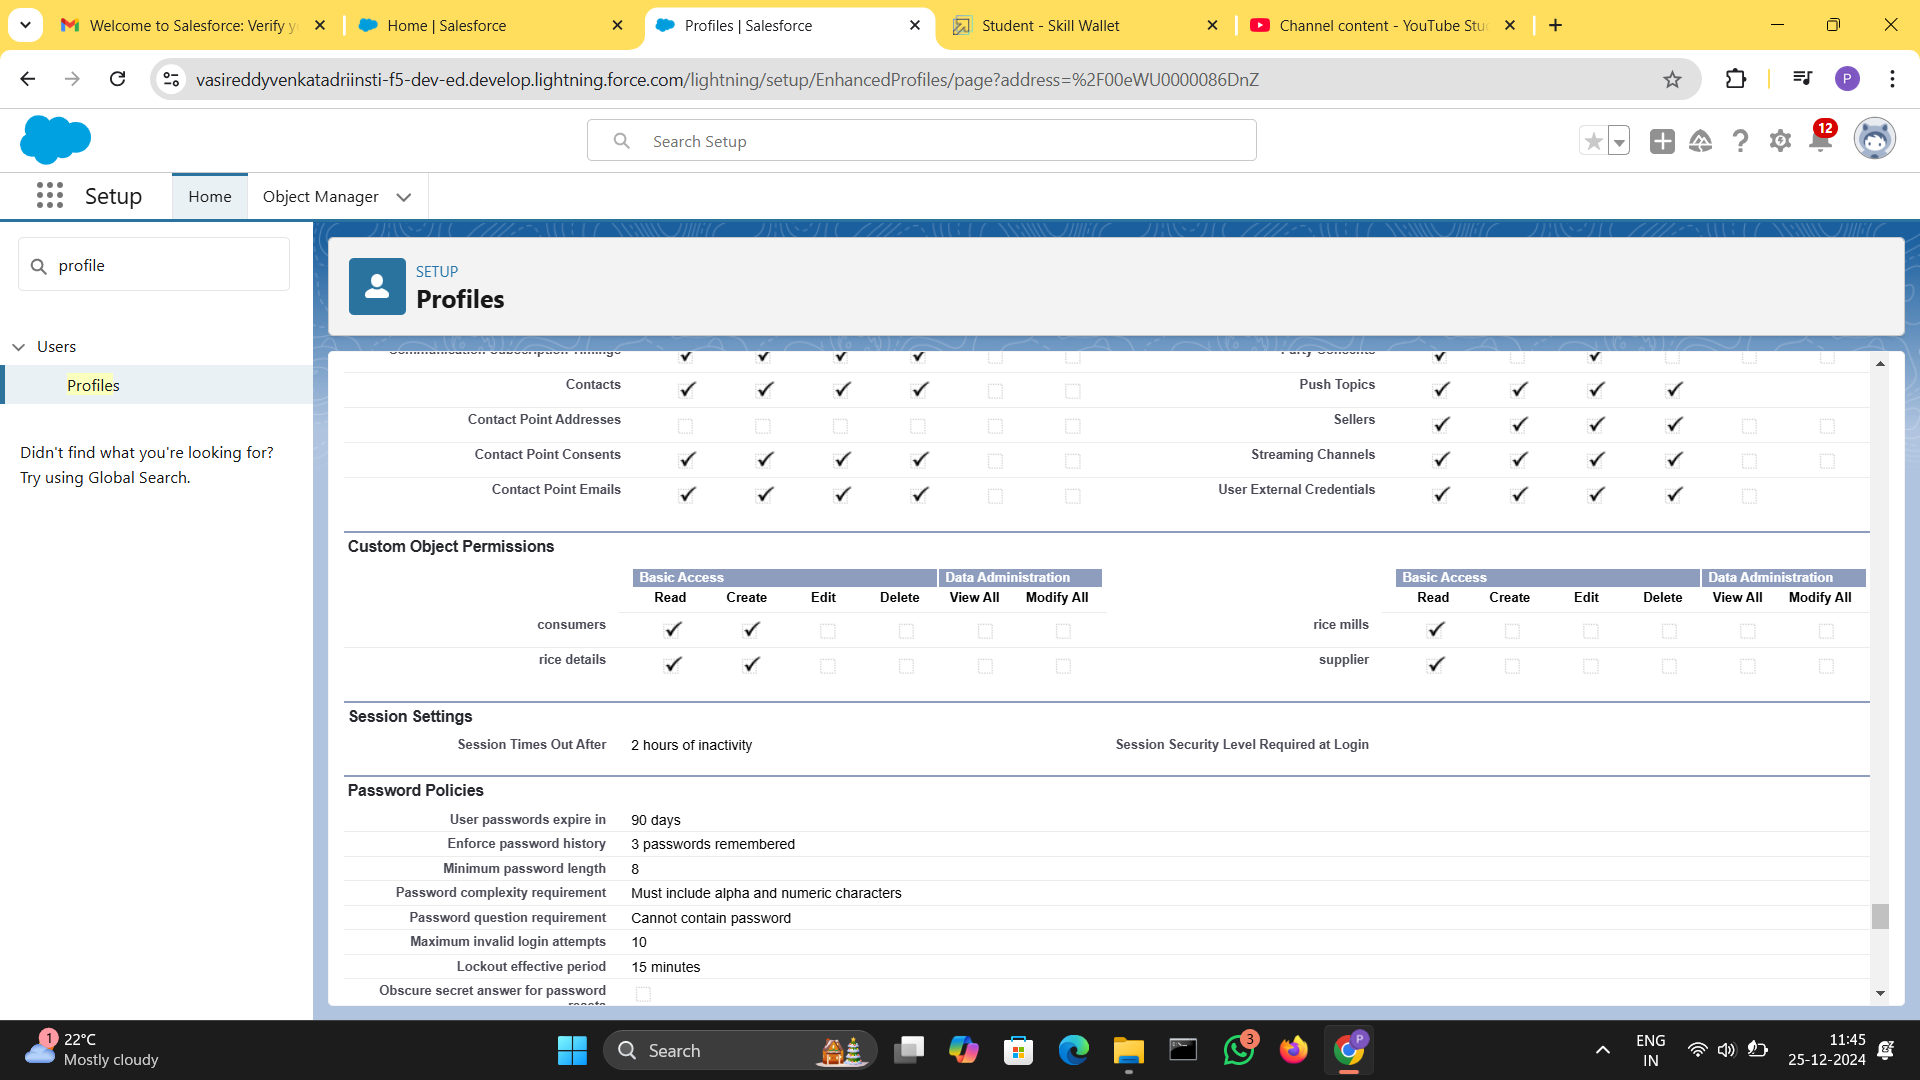 Welcome to Salesforce: Verify y
Home | Salesforce
Profiles | Salesforce
Student - Skill Wallet
Channel content - YouTube Stu
vasireddyvenkatadriinsti-f5-dev-ed.develop.lightning.force.com/lightning/setup/EnhancedProfiles/page?address=%2F00eWU0000086DnZ
P
Search Setup
12
Setup
Home
Object Manager
profile
Users
Profiles
Didn't find what you're looking for?
Try using Global Search.
SETUP
Profiles
Communication Subscription Timings
Party Consents
Contacts
Push Topics
Contact Point Addresses
Sellers
Contact Point Consents
Streaming Channels
Contact Point Emails
User External Credentials
Custom Object Permissions
Basic Access Data Administration
Basic Access Data Administration
Read Create Edit Delete View All Modify All
Read Create Edit Delete View All Modify All
consumers
rice mills
rice details
supplier
Session Settings
Session Times Out After 2 hours of inactivity
Session Security Level Required at Login
Password Policies
User passwords expire in 90 days
Enforce password history 3 passwords remembered
Minimum password length 8
Password complexity requirement Must include alpha and numeric characters
Password question requirement Cannot contain password
Maximum invalid login attempts 10
Lockout effective period 15 minutes
Obscure secret answer for password
1
22°C
Mostly cloudy
Search
3
P
ENG
IN
11:45
25-12-2024